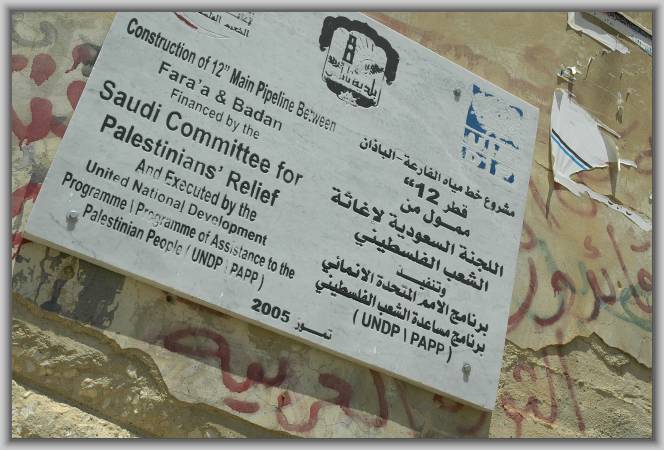 Construction of 12" Main Pipeline Between
Fara'a & Badan
Financed by the
Saudi Committee for
Palestinians' Relief
And Executed by the
United National Development
Programme \ Programme of Assistance to the
Palestinian People ( UNDP \ PAPP )
مشروع خط مياه الفارعة-الباذان
قطر 12“
ممول من
اللجنة السعودية لاغاثة
الشعب الفلسطيني
وتنفيذ
برنامج الامم المتحدة الانمائي
برنامج مساعدة الشعب الفلسطيني
( UNDP \ PAPP )
تموز 2005